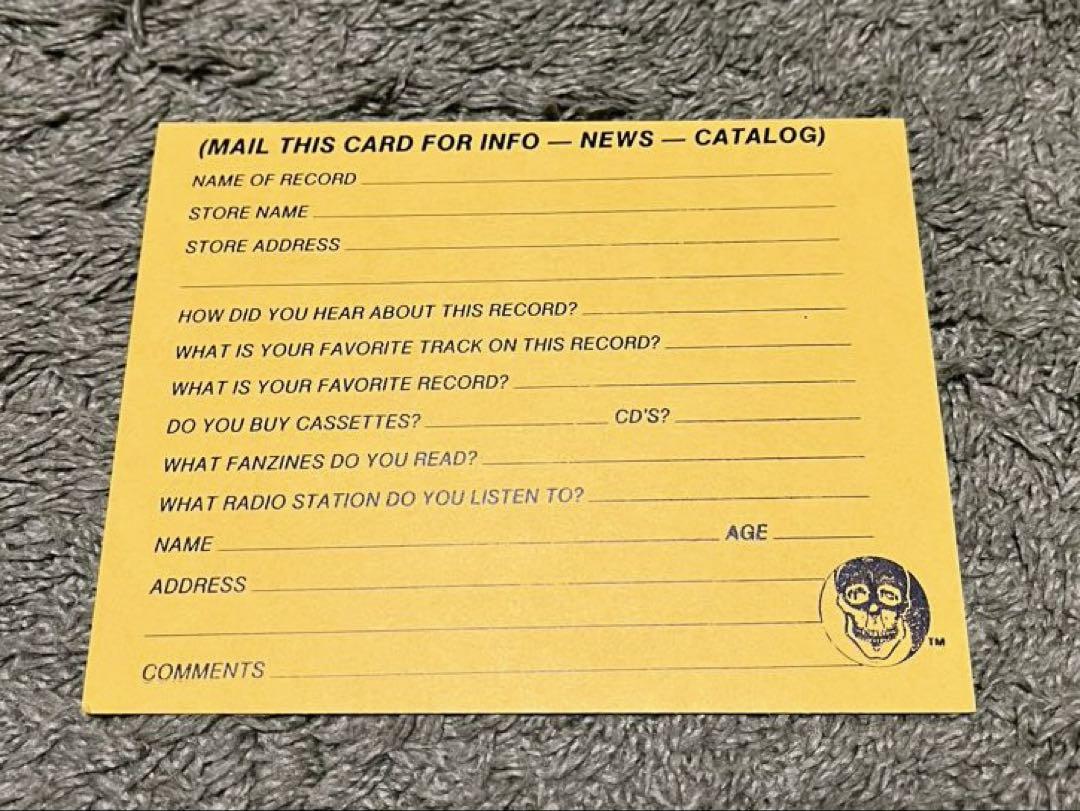 (MAIL THIS CARD FOR INFO — NEWS — CATALOG)
NAME OF RECORD
STORE NAME
STORE ADDRESS
HOW DID YOU HEAR ABOUT THIS RECORD?
WHAT IS YOUR FAVORITE TRACK ON THIS RECORD?
WHAT IS YOUR FAVORITE RECORD?
DO YOU BUY CASSETTES? CD'S?
WHAT FANZINES DO YOU READ?
WHAT RADIO STATION DO YOU LISTEN TO?
NAME AGE
ADDRESS
TM
COMMENTS